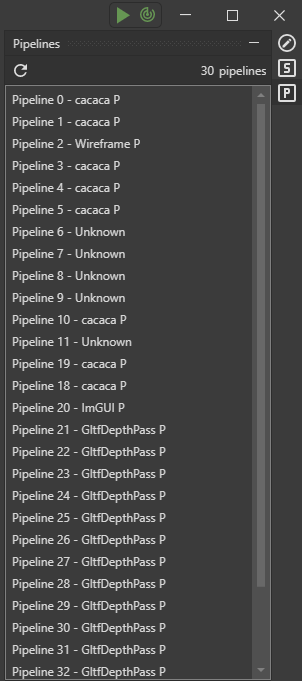 Pipelines
30 pipelines
S
P
Pipeline 0 - cacaca P
Pipeline 1 - cacaca P
Pipeline 2 - Wireframe P
Pipeline 3 - cacaca P
Pipeline 4 - cacaca P
Pipeline 5 - cacaca P
Pipeline 6 - Unknown
Pipeline 7 - Unknown
Pipeline 8 - Unknown
Pipeline 9 - Unknown
Pipeline 10 - cacaca P
Pipeline 11 - Unknown
Pipeline 19 - cacaca P
Pipeline 18 - cacaca P
Pipeline 20 - ImGUI P
Pipeline 21 - GltfDepthPass P
Pipeline 22 - GltfDepthPass P
Pipeline 23 - GltfDepthPass P
Pipeline 24 - GltfDepthPass P
Pipeline 25 - GltfDepthPass P
Pipeline 26 - GltfDepthPass P
Pipeline 27 - GltfDepthPass P
Pipeline 28 - GltfDepthPass P
Pipeline 29 - GltfDepthPass P
Pipeline 30 - GltfDepthPass P
Pipeline 31 - GltfDepthPass P
Pipeline 32 - GltfDepthPass P